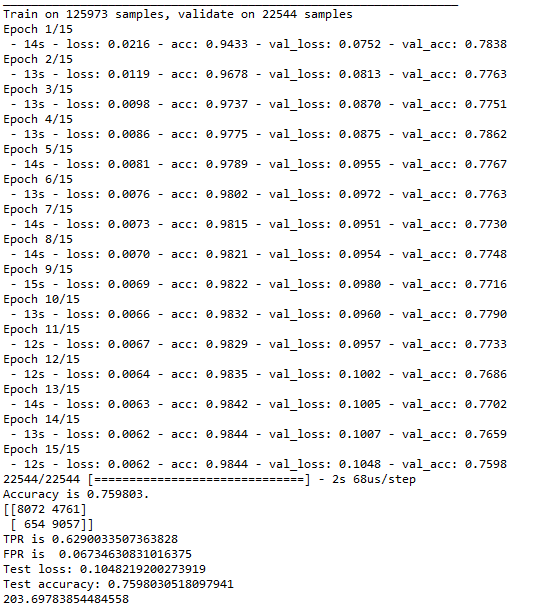 Train on 125973 samples, validate on 22544 samples
Epoch 1/15
 - 14s - loss: 0.0216 - acc: 0.9433 - val_loss: 0.0752 - val_acc: 0.7838
Epoch 2/15
 - 13s - loss: 0.0119 - acc: 0.9678 - val_loss: 0.0813 - val_acc: 0.7763
Epoch 3/15
 - 13s - loss: 0.0098 - acc: 0.9737 - val_loss: 0.0870 - val_acc: 0.7751
Epoch 4/15
 - 13s - loss: 0.0086 - acc: 0.9775 - val_loss: 0.0875 - val_acc: 0.7862
Epoch 5/15
 - 14s - loss: 0.0081 - acc: 0.9789 - val_loss: 0.0955 - val_acc: 0.7767
Epoch 6/15
 - 13s - loss: 0.0076 - acc: 0.9802 - val_loss: 0.0972 - val_acc: 0.7763
Epoch 7/15
 - 14s - loss: 0.0073 - acc: 0.9815 - val_loss: 0.0951 - val_acc: 0.7730
Epoch 8/15
 - 14s - loss: 0.0070 - acc: 0.9821 - val_loss: 0.0954 - val_acc: 0.7748
Epoch 9/15
 - 15s - loss: 0.0069 - acc: 0.9822 - val_loss: 0.0980 - val_acc: 0.7716
Epoch 10/15
 - 13s - loss: 0.0066 - acc: 0.9832 - val_loss: 0.0960 - val_acc: 0.7790
Epoch 11/15
 - 12s - loss: 0.0067 - acc: 0.9829 - val_loss: 0.0957 - val_acc: 0.7733
Epoch 12/15
 - 12s - loss: 0.0064 - acc: 0.9835 - val_loss: 0.1002 - val_acc: 0.7686
Epoch 13/15
 - 14s - loss: 0.0063 - acc: 0.9842 - val_loss: 0.1005 - val_acc: 0.7702
Epoch 14/15
 - 13s - loss: 0.0062 - acc: 0.9844 - val_loss: 0.1007 - val_acc: 0.7659
Epoch 15/15
 - 12s - loss: 0.0062 - acc: 0.9844 - val_loss: 0.1048 - val_acc: 0.7598
22544/22544 [==============================] - 2s 68us/step
Accuracy is 0.759803.
[[8072 4761]
 [ 654 9057]]
TPR is 0.6290033507363828
FPR is  0.06734630831016375
Test loss: 0.1048219200273919
Test accuracy: 0.7598030518097941
203.69783854484558